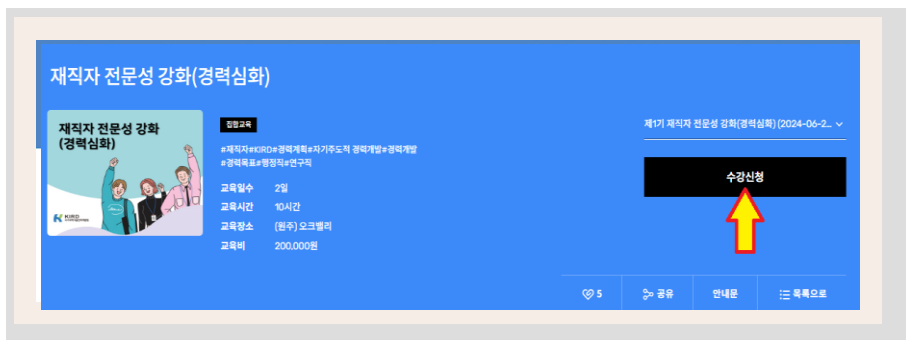 재직자 전문성 강화(경력심화)
재직자 전문성 강화
(경력심화)
KIRD
집합교육
#재직자#KIRD#경력계획#자기주도적 경력개발#경력개발
#경력목표#행정직#연구직
교육일수 2일
교육시간 10시간
교육장소 (원주) 오크밸리
교육비 200,000원
제1기 재직자 전문성 강화(경력심화) (2024-06-2...
수강신청
5
공유
안내문
목록으로